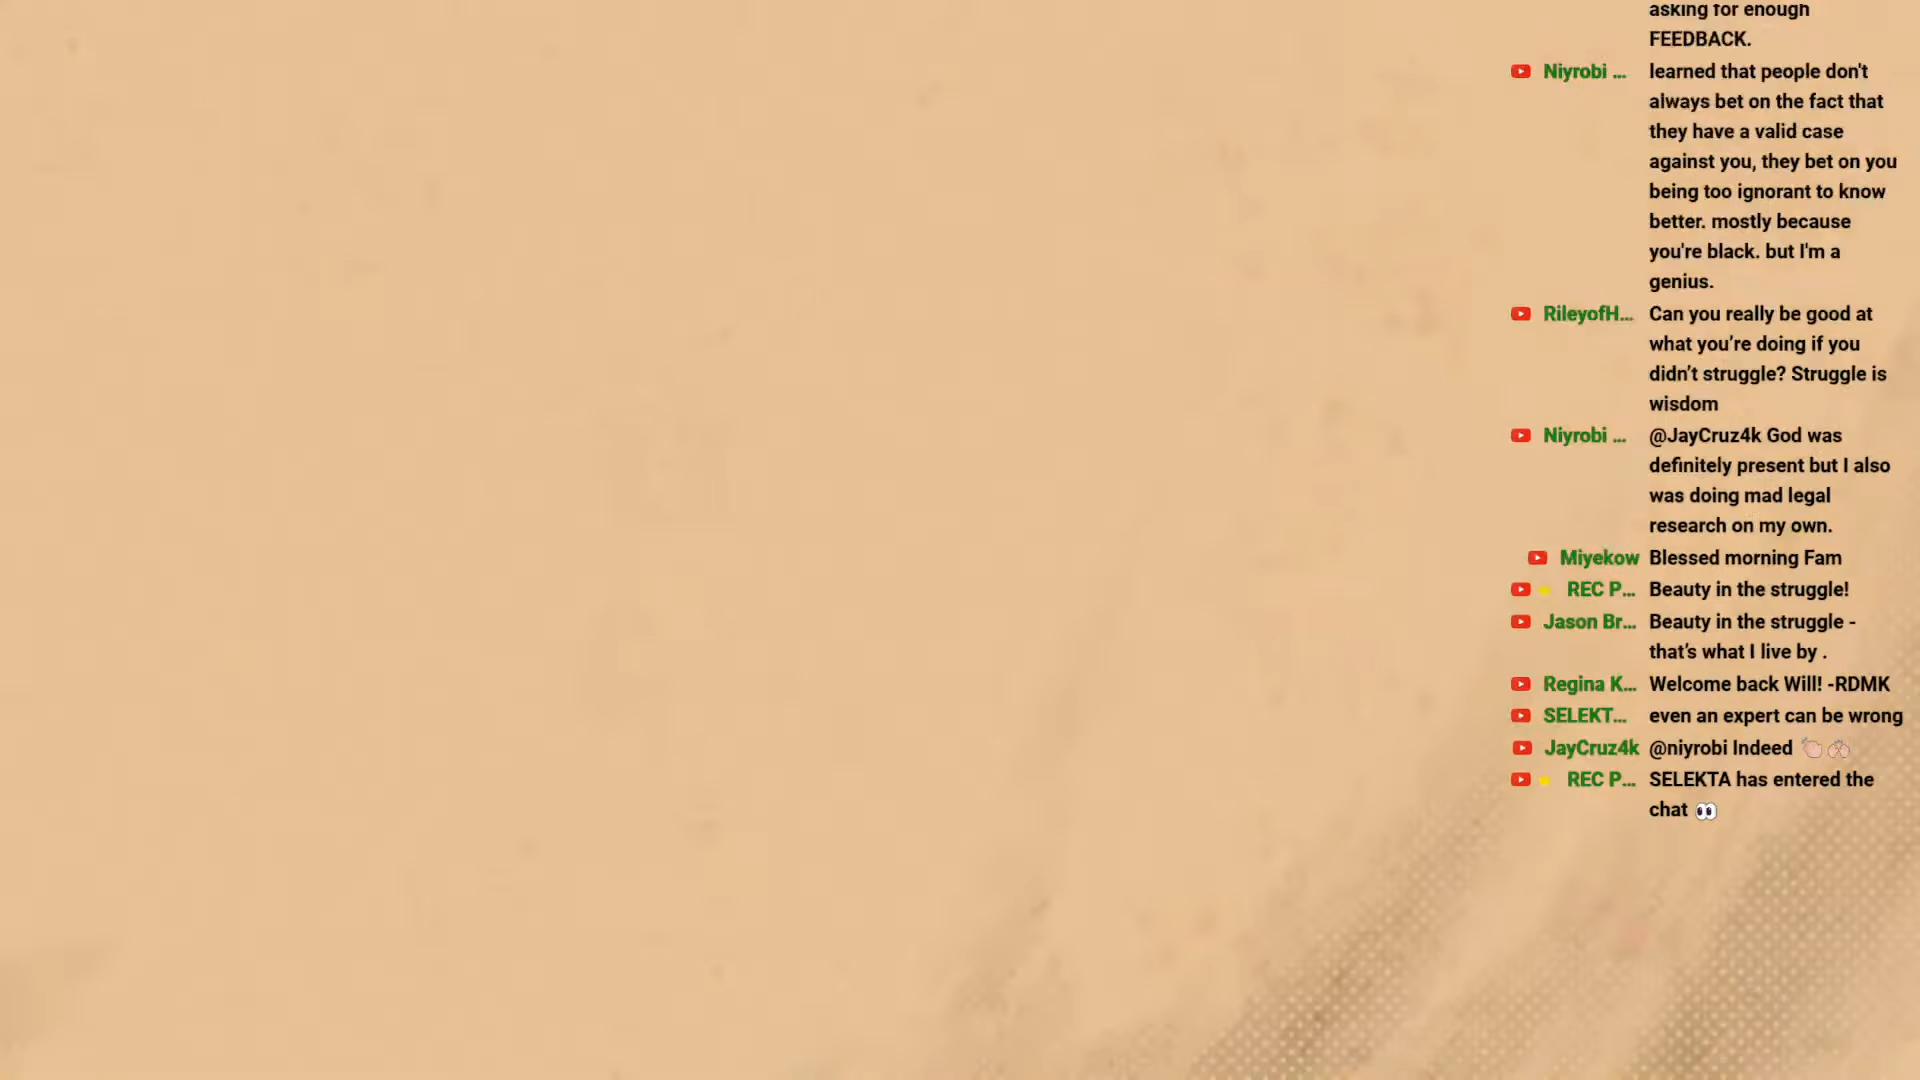 asking for enough
FEEDBACK.
Niyrobi ... learned that people don't
always bet on the fact that
they have a valid case
against you, they bet on you
being too ignorant to know
better. mostly because
you're black. but I'm a
genius.
RileyofH... Can you really be good at
what you’re doing if you
didn’t struggle? Struggle is
wisdom
Niyrobi ... @JayCruz4k God was
definitely present but I also
was doing mad legal
research on my own.
Miyekow Blessed morning Fam
REC P... Beauty in the struggle!
Jason Br... Beauty in the struggle -
that’s what I live by .
Regina K... Welcome back Will! -RDMK
SELEKT... even an expert can be wrong
JayCruz4k @niyrobi Indeed 👏🏼🙏🏼
REC P... SELEKTA has entered the
chat 👀